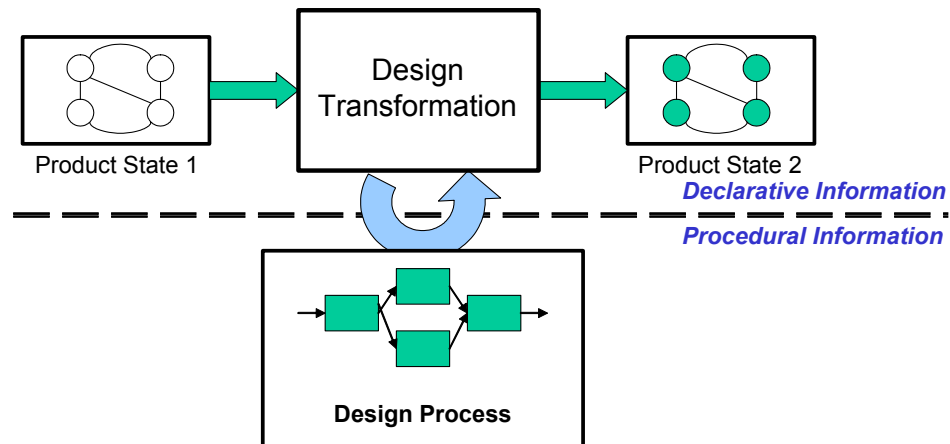 Design
Transformation
Product State 1
Product State 2
Declarative Information
Procedural Information
Design Process